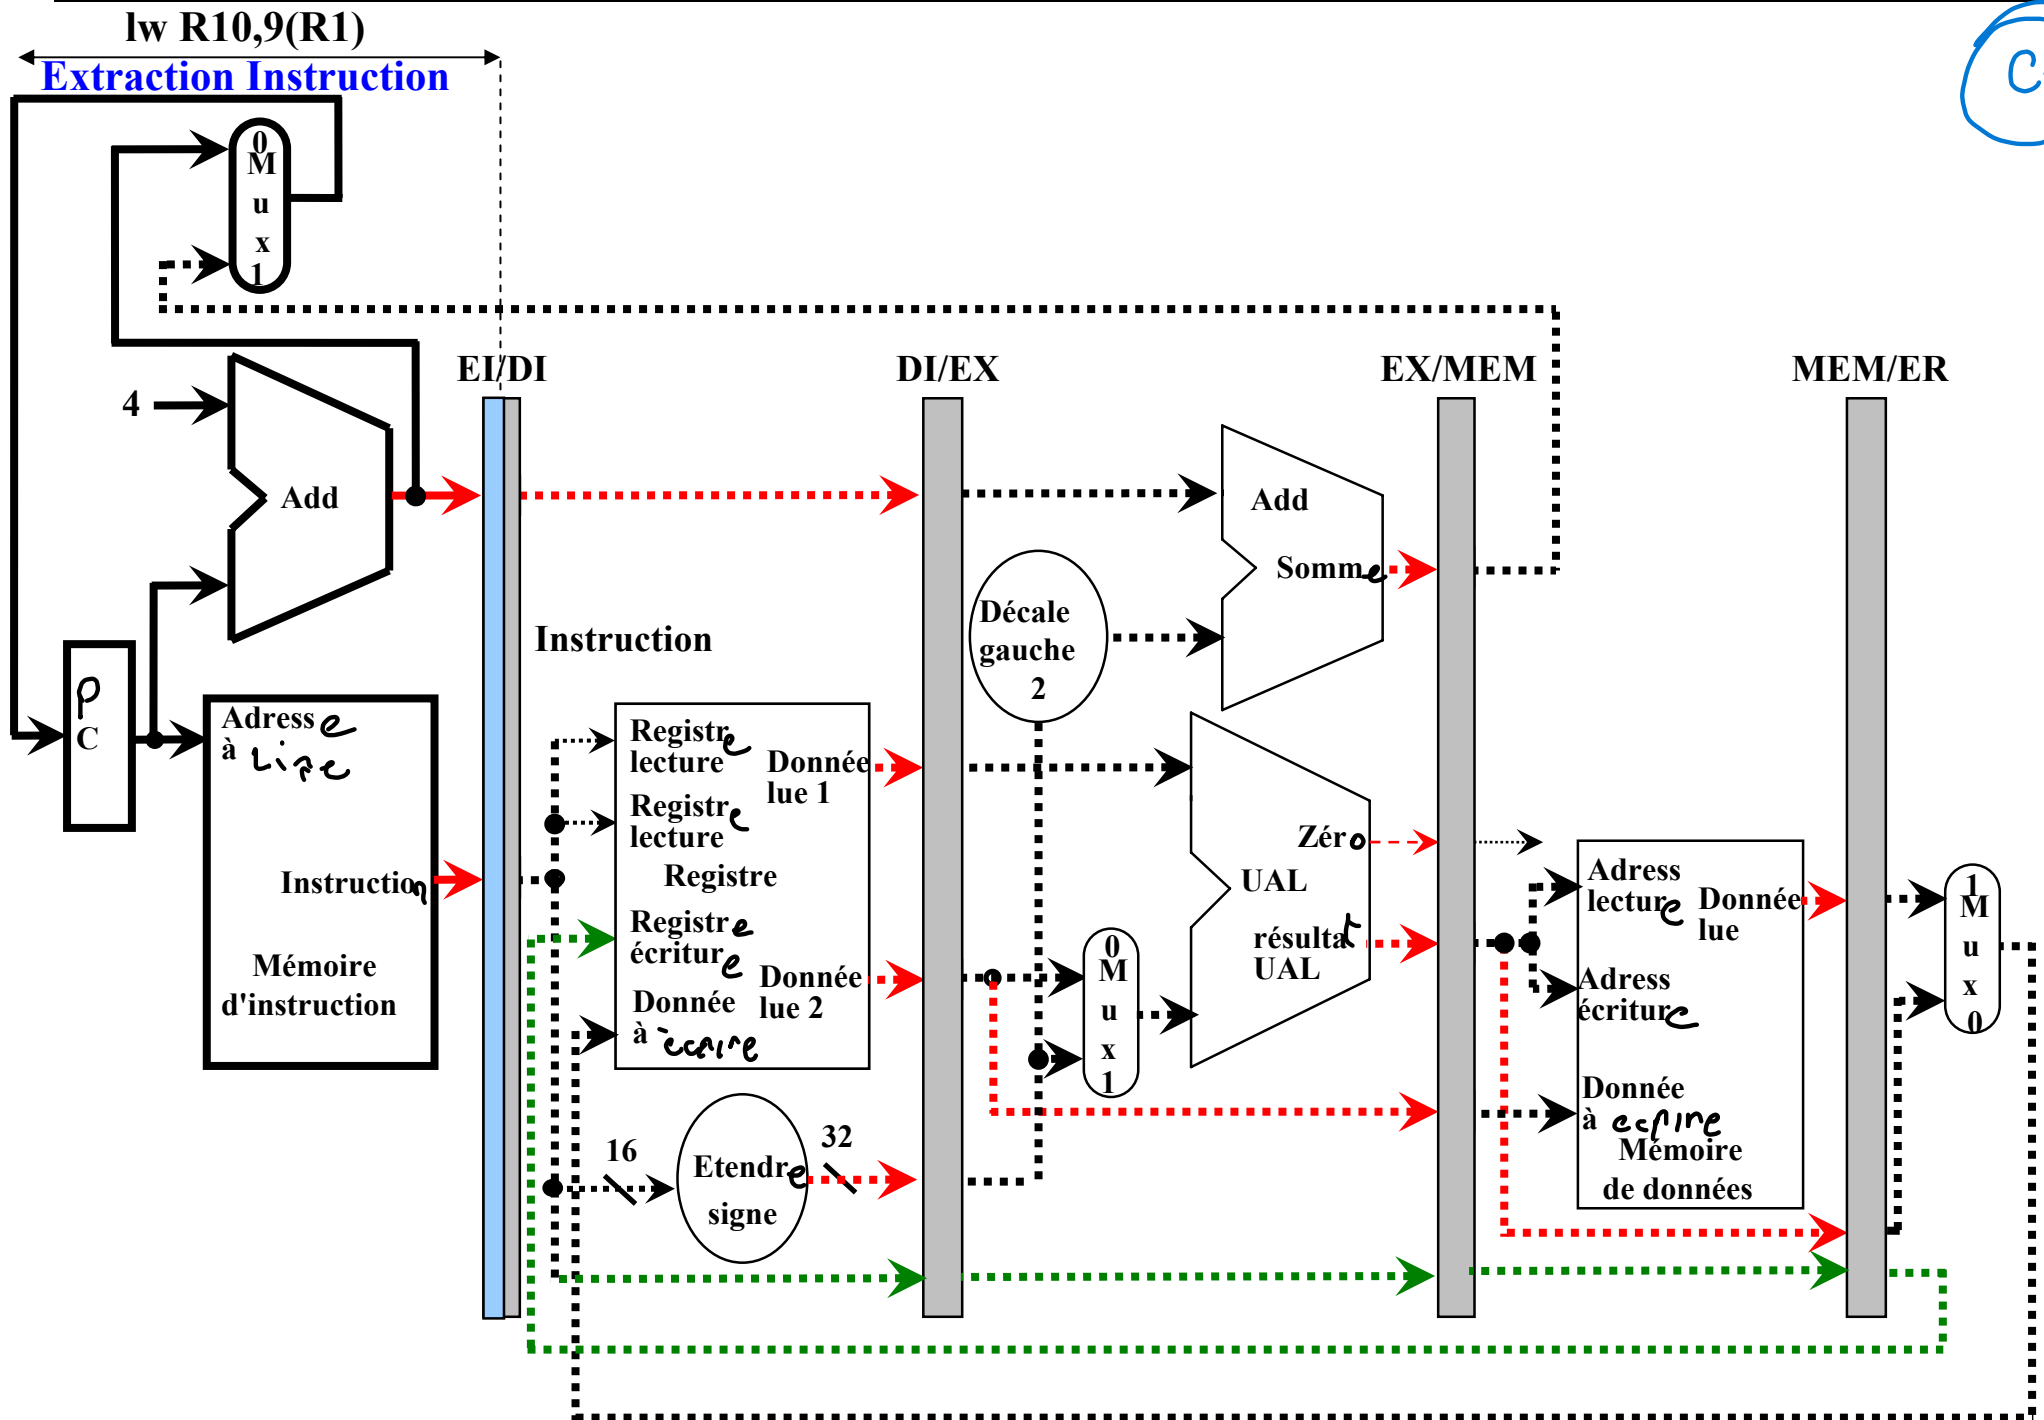 lw R10,9(R1)
Extraction Instruction
C
0
M
u
x
1
EI/DI
DI/EX
EX/MEM
MEM/ER
4
Add
Add
Somme
Décale
gauche
2
Instruction
PC
Adresse
à Lire
Instruction
Mémoire
d'instruction
Registre
lecture
Donnée
lue 1
Registre
lecture
Registre
Registre
écriture
Donnée
lue 2
Donnée
à écrire
16
Etendre
signe
32
0
M
u
x
1
Zéro
UAL
résultat
UAL
Adress
lecture
Donnée
lue
Adress
écriture
Donnée
à ecrire
Mémoire
de données
1
M
u
x
0